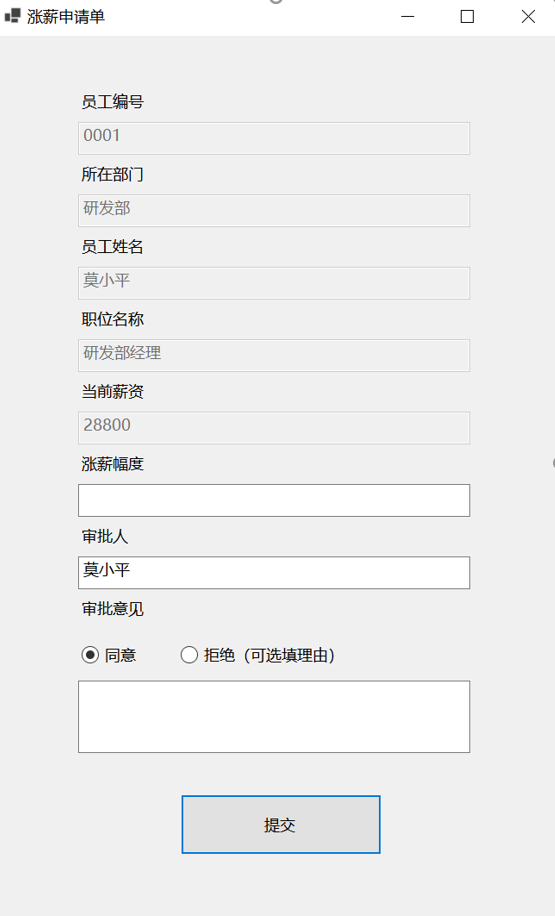 涨薪申请单
员工编号
0001
所在部门
研发部
员工姓名
莫小平
职位名称
研发部经理
当前薪资
28800
涨薪幅度
审批人
莫小平
审批意见
同意 拒绝（可选填理由）
提交